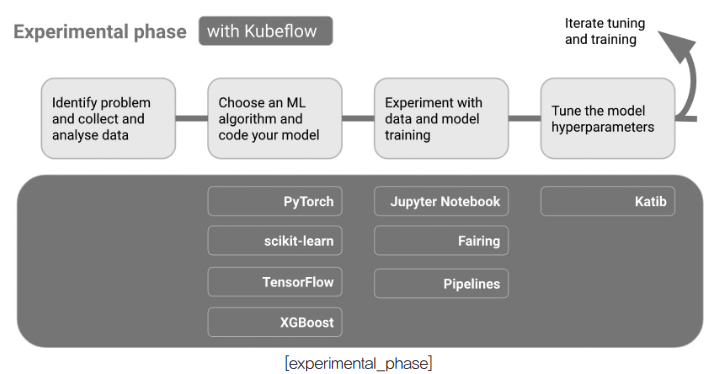 Experimental phase with Kubeflow
Iterate tuning
and training
Identify problem
and collect and
analyse data
Choose an ML
algorithm and
code your model
Experiment with
data and model
training
Tune the model
hyperparameters
PyTorch
scikit-learn
TensorFlow
XGBoost
Jupyter Notebook
Fairing
Pipelines
Katib
[experimental_phase]